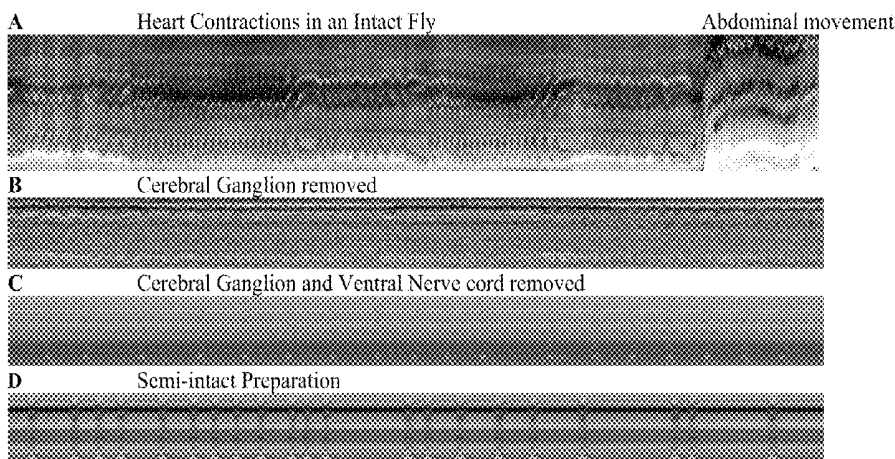 A Heart Contractions in an Intact Fly Abdominal movement
B Cerebral Ganglion removed
C Cerebral Ganglion and Ventral Nerve cord removed
D Semi-intact Preparation